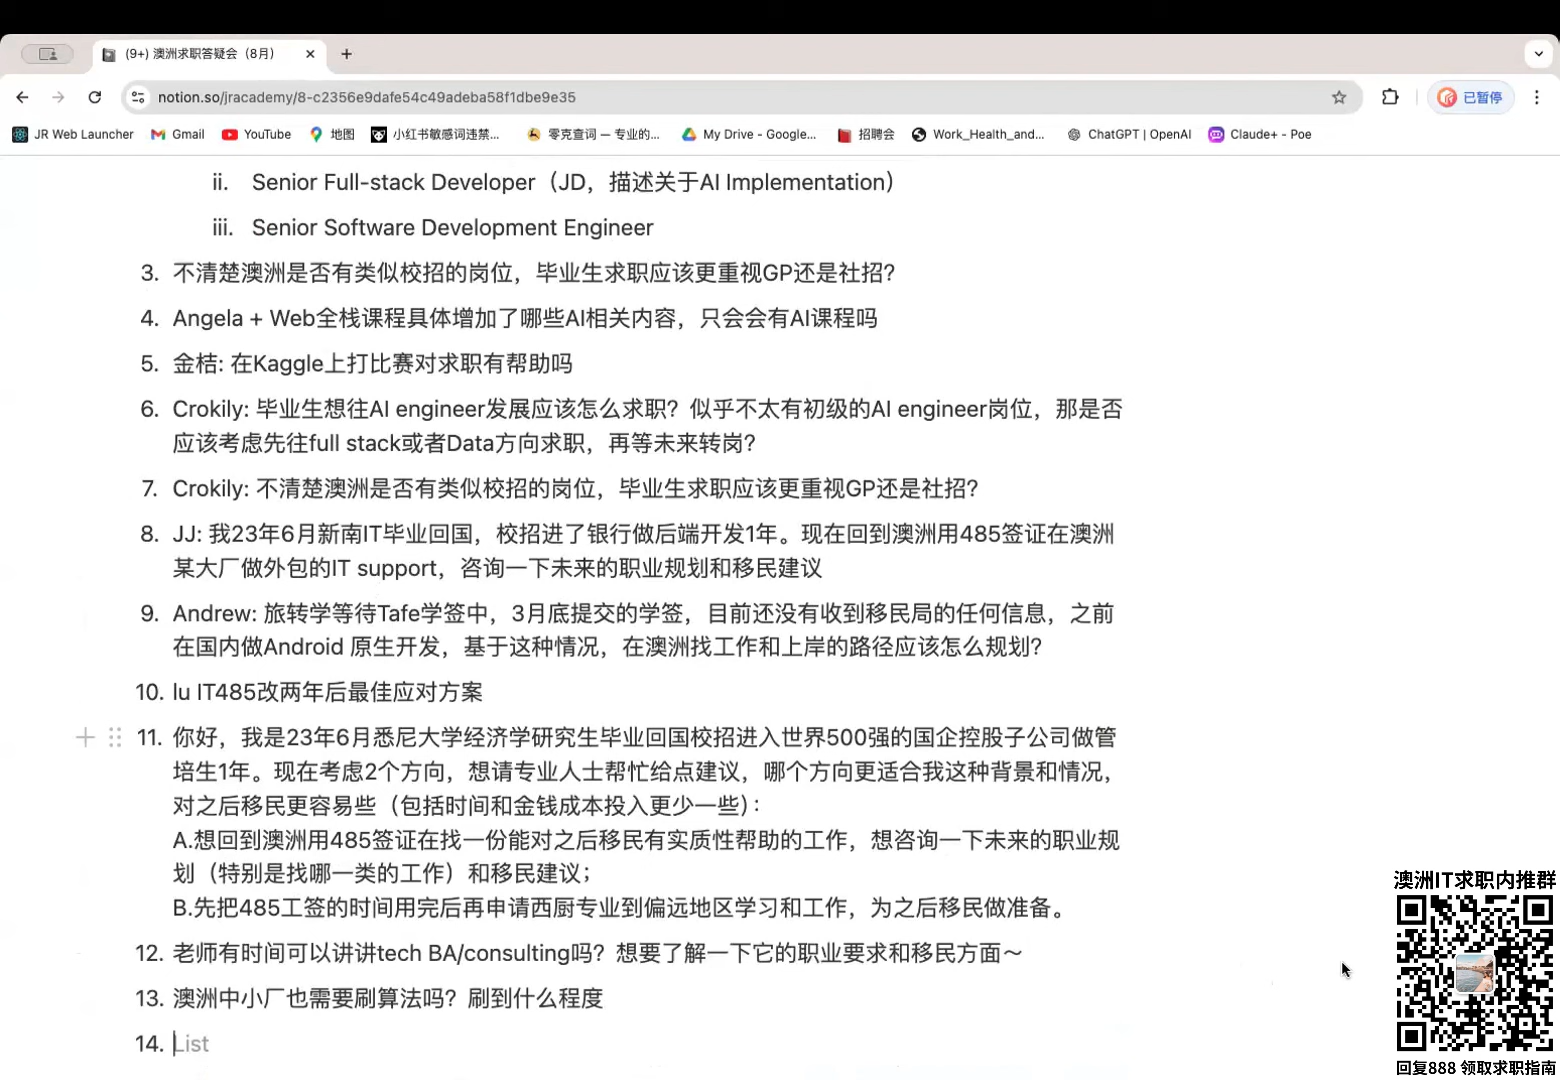 (9+) 澳洲求职答疑会（8月）
notion.so/jracademy/8-c2356e9dafe54c49adeba58f1dbe9e35
已暂停
JR Web Launcher
Gmail
YouTube
地图
小红书敏感词违禁...
零克查词 — 专业的...
My Drive - Google...
招聘会
Work_Health_and...
ChatGPT | OpenAI
Claude+ - Poe
ii. Senior Full-stack Developer（JD，描述关于AI Implementation）
iii. Senior Software Development Engineer
3. 不清楚澳洲是否有类似校招的岗位，毕业生求职应该更重视GP还是社招？
4. Angela + Web全栈课程具体增加了哪些AI相关内容，只会会有AI课程吗
5. 金桔: 在Kaggle上打比赛对求职有帮助吗
6. Crokily: 毕业生想往AI engineer发展应该怎么求职？似乎不太有初级的AI engineer岗位，那是否
应该考虑先往full stack或者Data方向求职，再等未来转岗？
7. Crokily: 不清楚澳洲是否有类似校招的岗位，毕业生求职应该更重视GP还是社招？
8. JJ: 我23年6月新南IT毕业回国，校招进了银行做后端开发1年。现在回到澳洲用485签证在澳洲
某大厂做外包的IT support，咨询一下未来的职业规划和移民建议
9. Andrew: 旅转学等待Tafe学签中，3月底提交的学签，目前还没有收到移民局的任何信息，之前
在国内做Android 原生开发，基于这种情况，在澳洲找工作和上岸的路径应该怎么规划？
10. lu IT485改两年后最佳应对方案
11. 你好，我是23年6月悉尼大学经济学研究生毕业回国校招进入世界500强的国企控股子公司做管
培生1年。现在考虑2个方向，想请专业人士帮忙给点建议，哪个方向更适合我这种背景和情况，
对之后移民更容易些（包括时间和金钱成本投入更少一些）：
A.想回到澳洲用485签证在找一份能对之后移民有实质性帮助的工作，想咨询一下未来的职业规
划（特别是找哪一类的工作）和移民建议；
B.先把485工签的时间用完后再申请西厨专业到偏远地区学习和工作，为之后移民做准备。
12. 老师有时间可以讲讲tech BA/consulting吗？想要了解一下它的职业要求和移民方面～
13. 澳洲中小厂也需要刷算法吗？刷到什么程度
14. List
澳洲IT求职内推群
回复888 领取求职指南